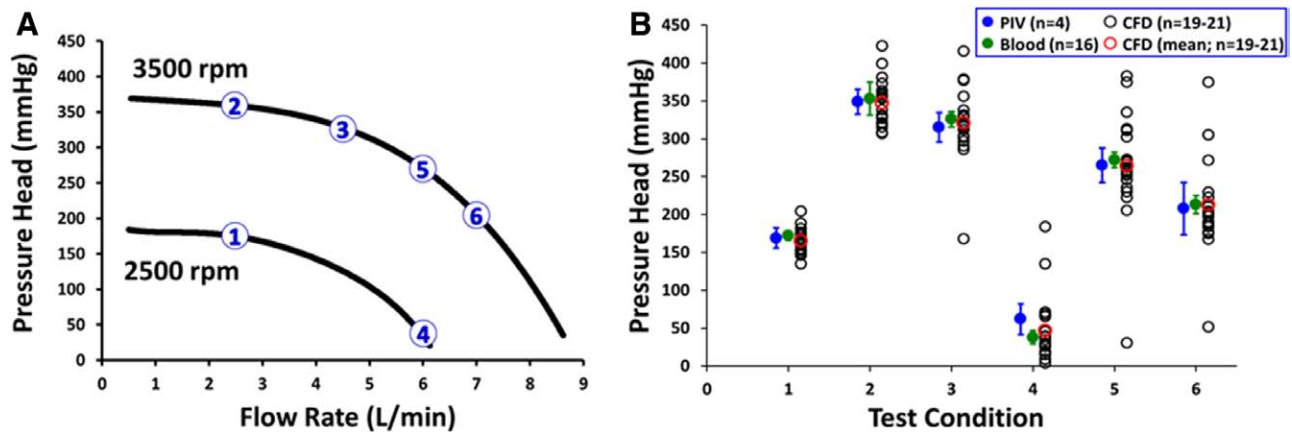 A
Pressure Head (mmHg)
450
400
350
300
250
200
150
100
50
0
3500 rpm
2500 rpm
2
3
5
6
1
4
0 1 2 3 4 5 6 7 8 9
Flow Rate (L/min)
B
PIV (n=4) CFD (n=19-21)
Blood (n=16) CFD (mean; n=19-21)
Pressure Head (mmHg)
450
400
350
300
250
200
150
100
50
0
0 1 2 3 4 5 6
Test Condition